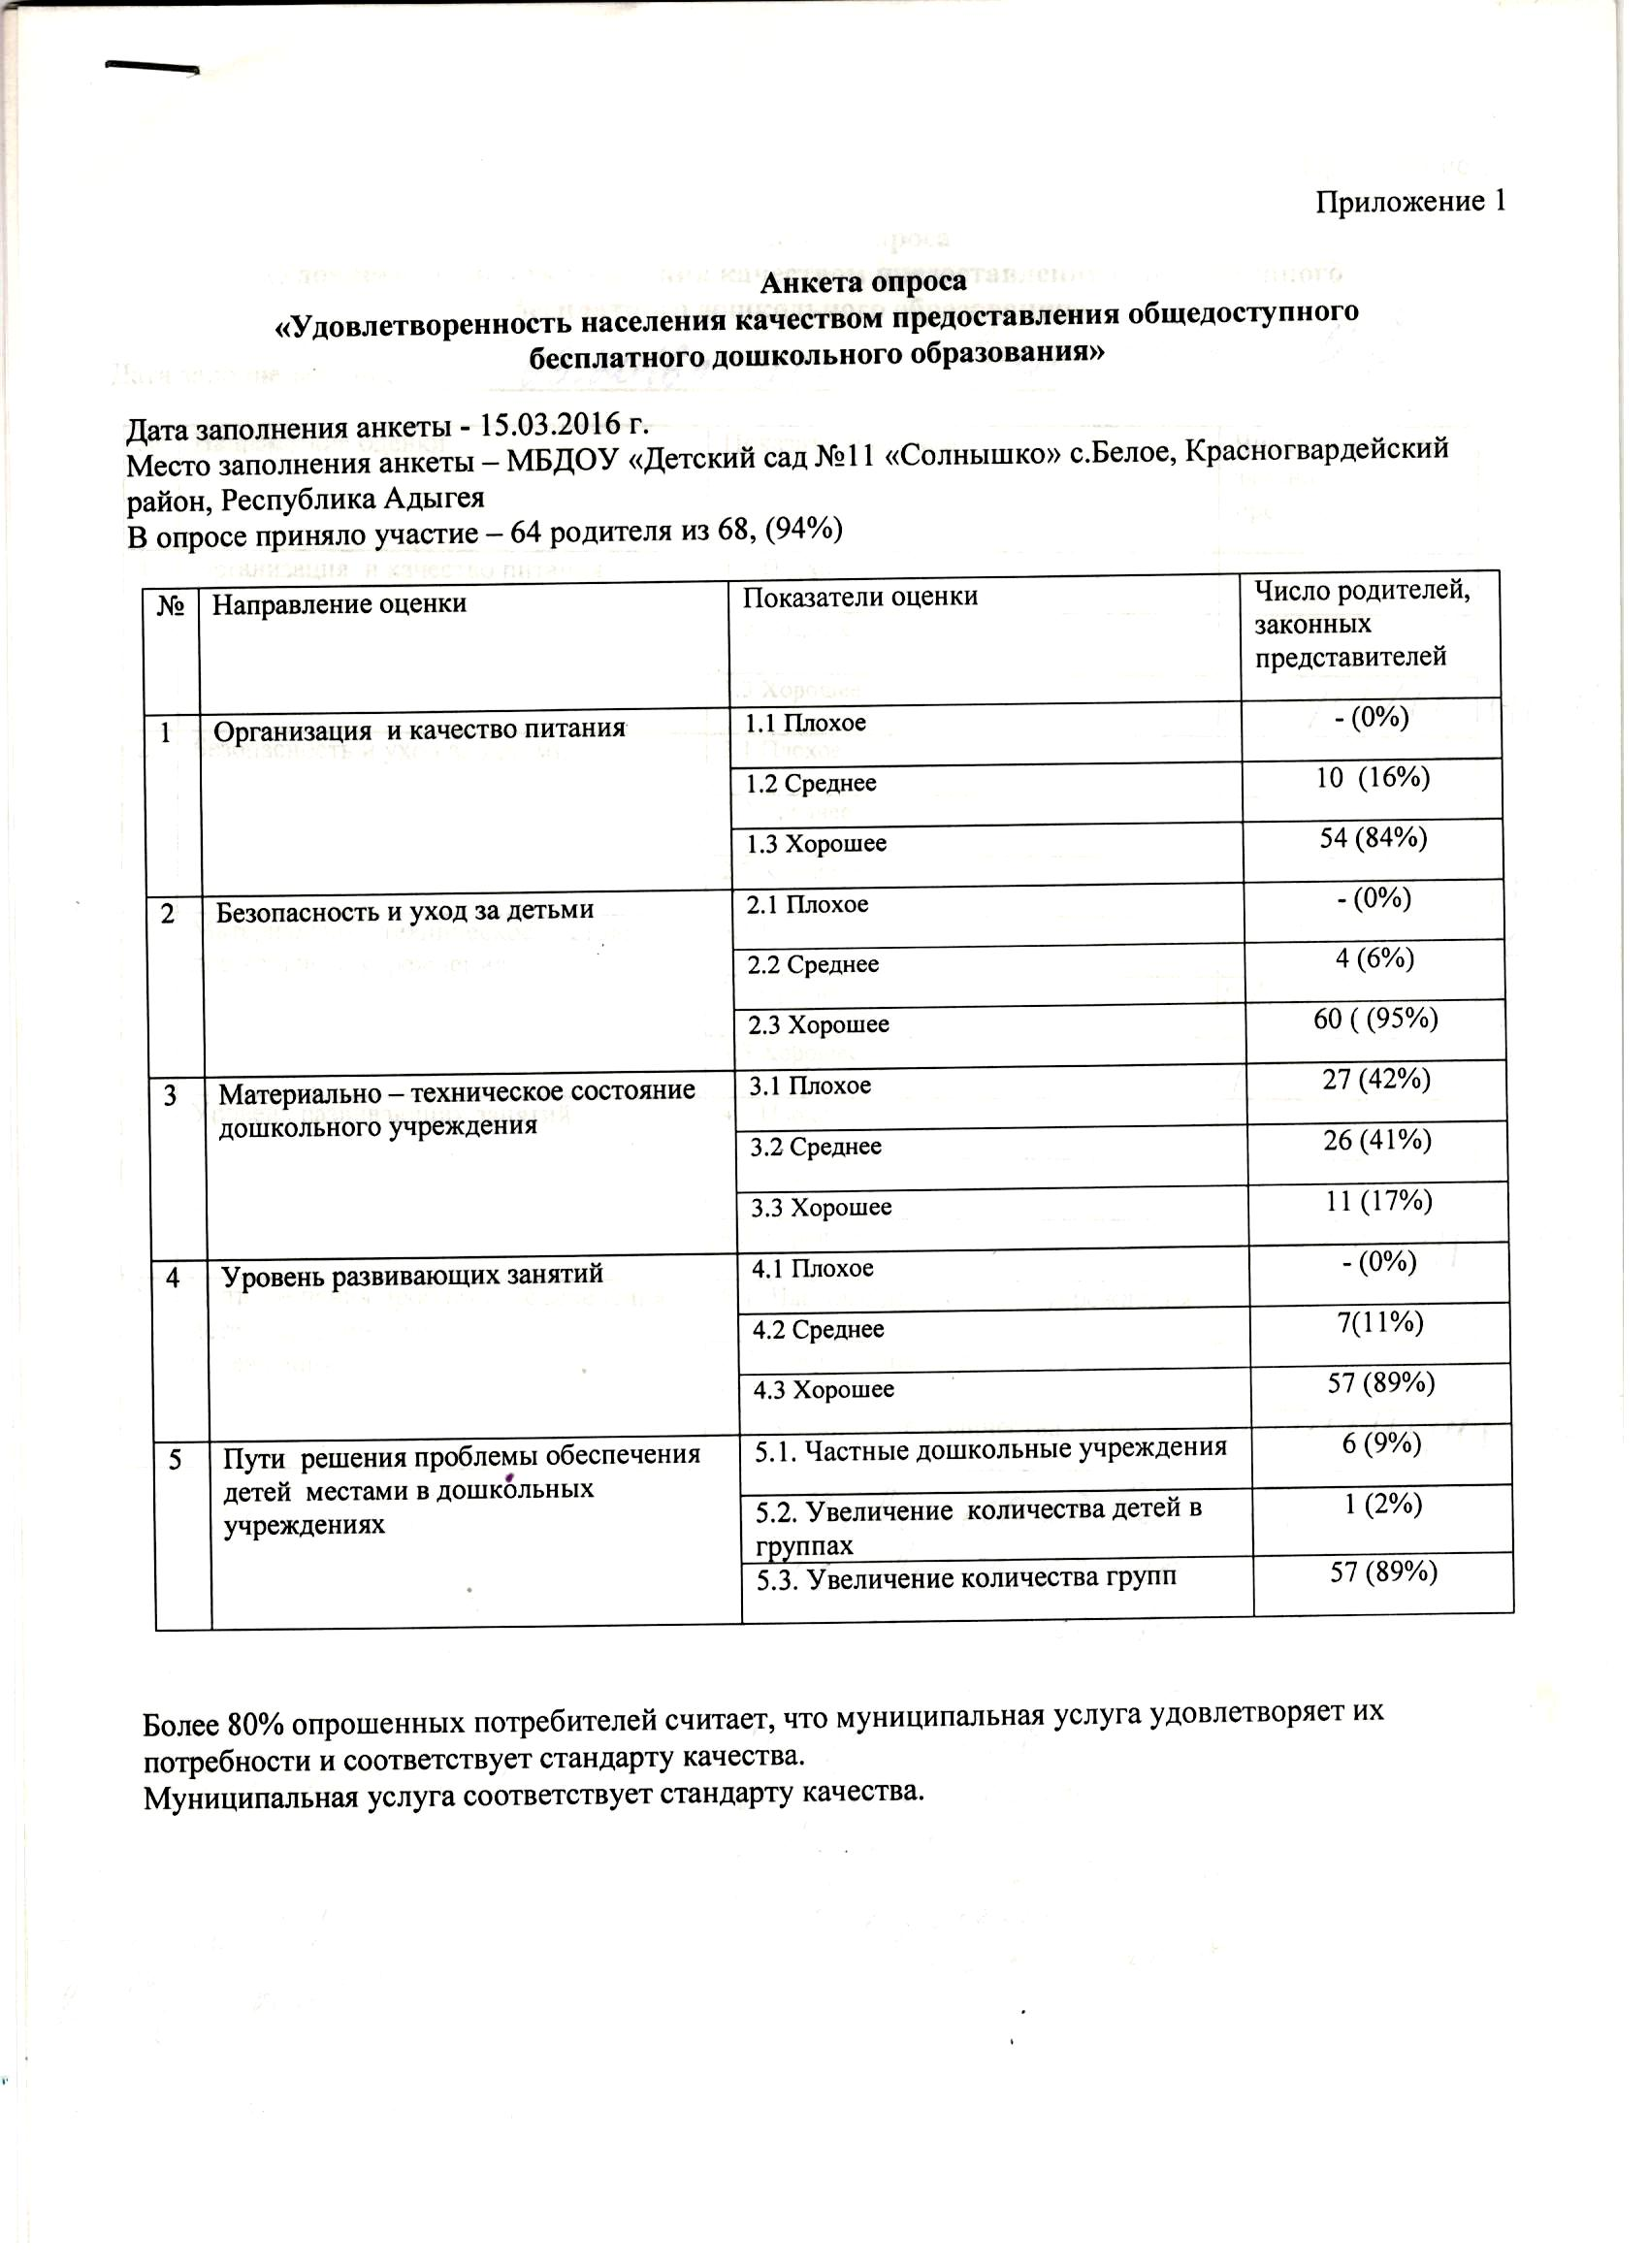 Приложение 1
Анкета опроса
«Удовлетворенность населения качеством предоставления общедоступного
бесплатного дошкольного образования»
Дата заполнения анкеты - 15.03.2016 г.
Место заполнения анкеты – МБДОУ «Детский сад №11 «Солнышко» с.Белое, Красногвардейский
район, Республика Адыгея
В опросе приняло участие – 64 родителя из 68, (94%)
№ Направление оценки Показатели оценки Число родителей,
законных
представителей
1 Организация и качество питания 1.1 Плохое - (0%)
1.2 Среднее 10 (16%)
1.3 Хорошее 54 (84%)
2 Безопасность и уход за детьми 2.1 Плохое - (0%)
2.2 Среднее 4 (6%)
2.3 Хорошее 60 ( (95%)
3 Материально – техническое состояние 3.1 Плохое 27 (42%)
дошкольного учреждения
3.2 Среднее 26 (41%)
3.3 Хорошее 11 (17%)
4 Уровень развивающих занятий 4.1 Плохое - (0%)
4.2 Среднее 7(11%)
4.3 Хорошее 57 (89%)
5 Пути решения проблемы обеспечения 5.1. Частные дошкольные учреждения 6 (9%)
детей местами в дошкольных 5.2. Увеличение количества детей в 1 (2%)
учреждениях группах
5.3. Увеличение количества групп 57 (89%)
Более 80% опрошенных потребителей считает, что муниципальная услуга удовлетворяет их
потребности и соответствует стандарту качества.
Муниципальная услуга соответствует стандарту качества.